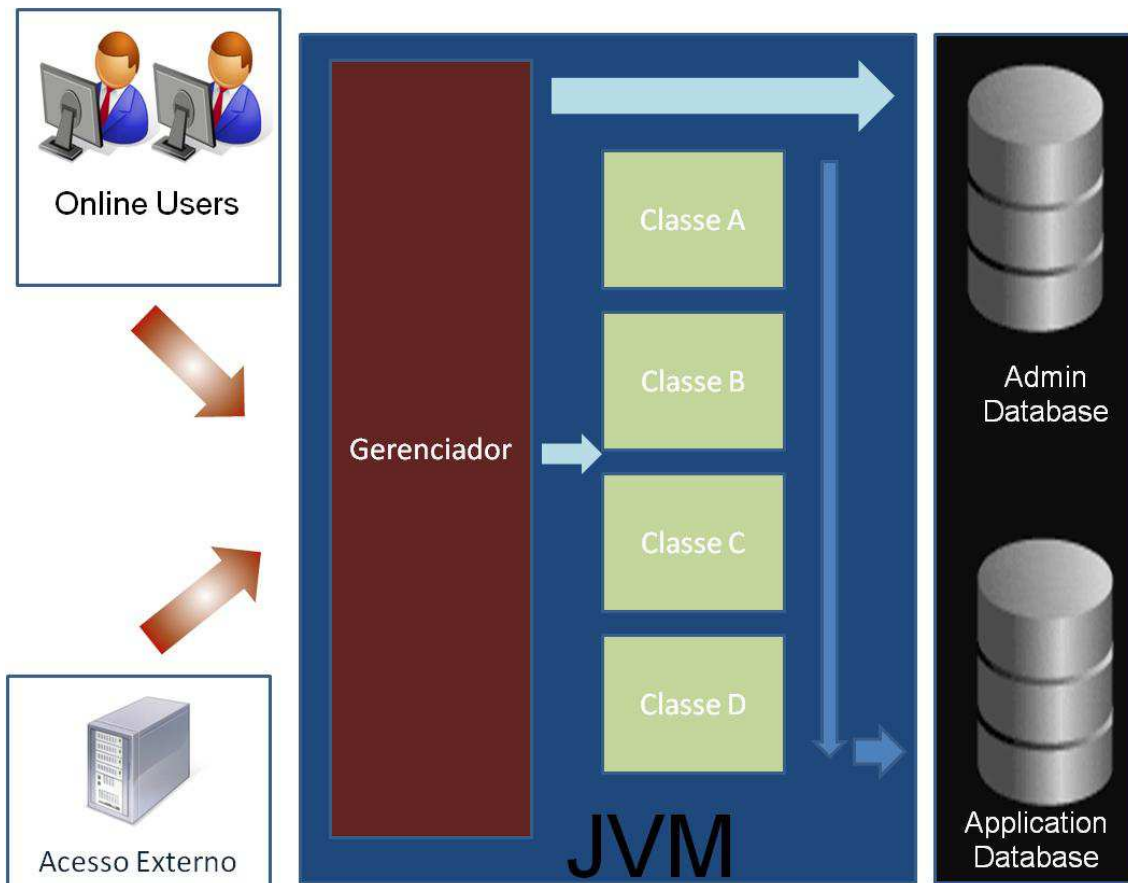 Online Users
Gerenciador
Classe A
Classe B
Classe C
Classe D
JVM
Admin
Database
Application
Database
Acesso Externo